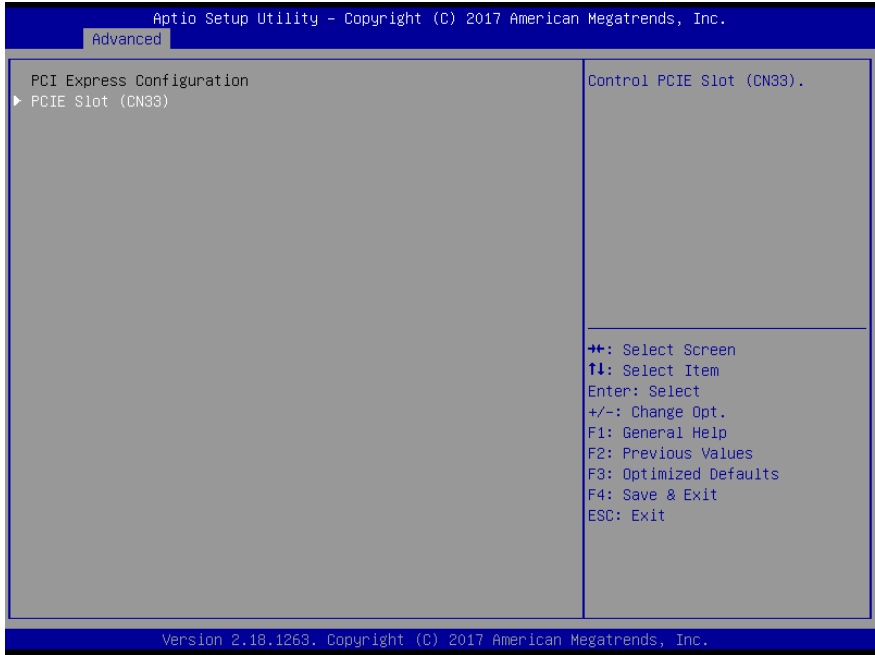 Aptio Setup Utility – Copyright (C) 2017 American Megatrends, Inc.
Advanced
PCI Express Configuration
▶ PCIE Slot (CN33)
Control PCIE Slot (CN33).
→←: Select Screen
↑↓: Select Item
Enter: Select
+/-: Change Opt.
F1: General Help
F2: Previous Values
F3: Optimized Defaults
F4: Save & Exit
ESC: Exit
Version 2.18.1263. Copyright (C) 2017 American Megatrends, Inc.